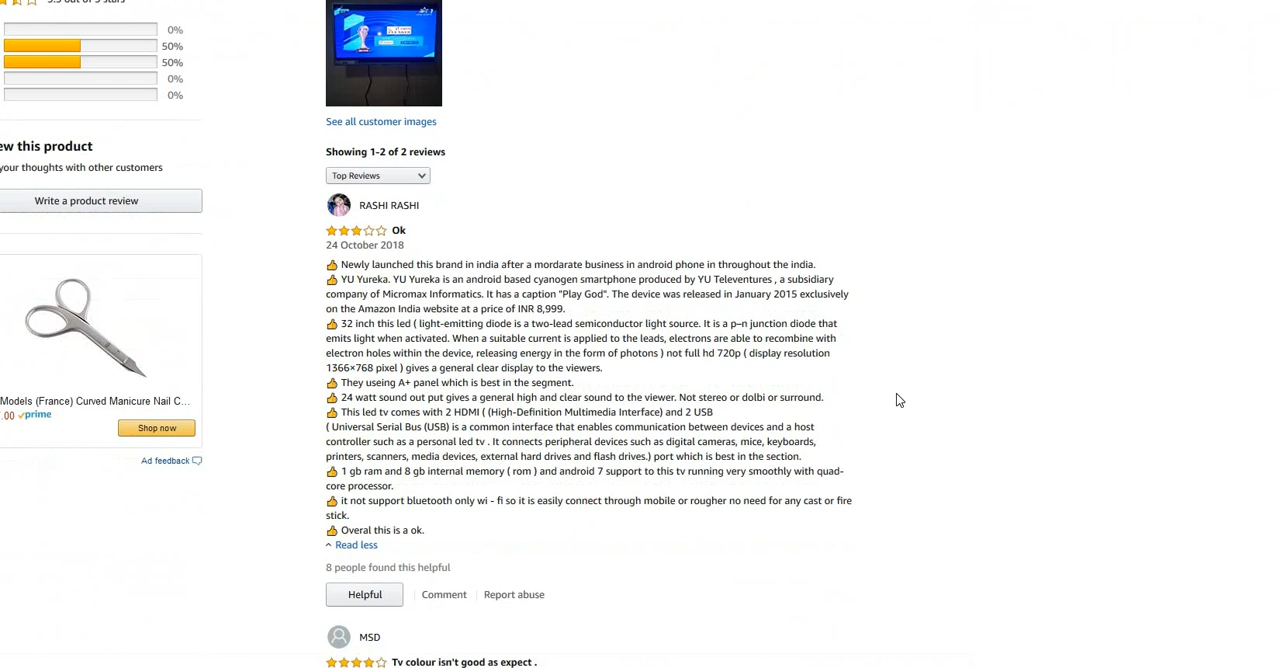 0%
50%
50%
0%
0%
ew this product
your thoughts with other customers
Write a product review
Models (France) Curved Manicure Nail C...
.00 prime
Shop now
Ad feedback
See all customer images
Showing 1-2 of 2 reviews
Top Reviews
RASHI RASHI
Ok
24 October 2018
Newly launched this brand in india after a mordarate business in android phone in throughout the india.
YU Yureka. YU Yureka is an android based cyanogen smartphone produced by YU Televentures , a subsidiary
company of Micromax Informatics. It has a caption "Play God". The device was released in January 2015 exclusively
on the Amazon India website at a price of INR 8,999.
32 inch this led ( light-emitting diode is a two-lead semiconductor light source. It is a p–n junction diode that
emits light when activated. When a suitable current is applied to the leads, electrons are able to recombine with
electron holes within the device, releasing energy in the form of photons ) not full hd 720p ( display resolution
1366×768 pixel ) gives a general clear display to the viewers.
They useing A+ panel which is best in the segment.
24 watt sound out put gives a general high and clear sound to the viewer. Not stereo or dolbi or surround.
This led tv comes with 2 HDMI ( (High-Definition Multimedia Interface) and 2 USB
( Universal Serial Bus (USB) is a common interface that enables communication between devices and a host
controller such as a personal led tv . It connects peripheral devices such as digital cameras, mice, keyboards,
printers, scanners, media devices, external hard drives and flash drives.) port which is best in the section.
1 gb ram and 8 gb internal memory ( rom ) and android 7 support to this tv running very smoothly with quad-
core processor.
it not support bluetooth only wi - fi so it is easily connect through mobile or rougher no need for any cast or fire
stick.
Overal this is a ok.
Read less
8 people found this helpful
Helpful
Comment
Report abuse
MSD
Tv colour isn't good as expect .